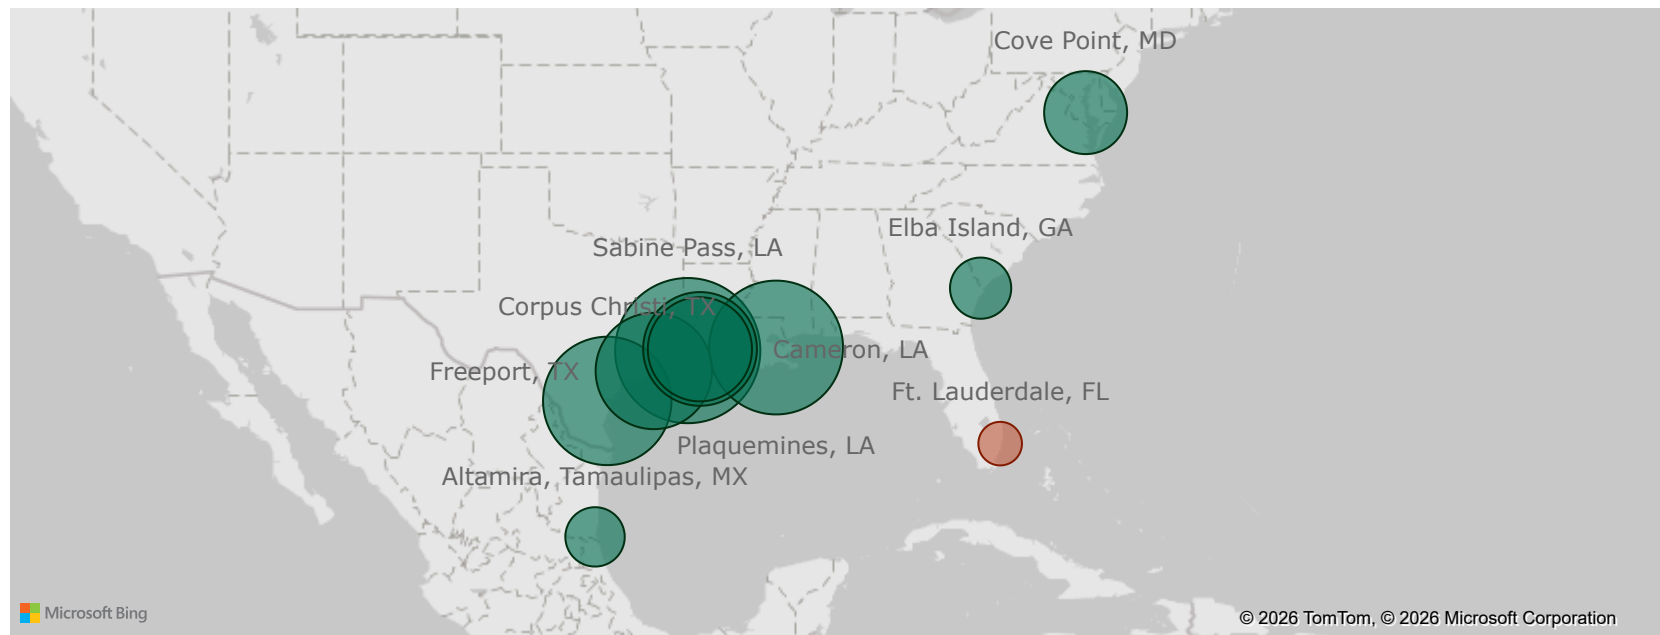 Cove Point, MD
Elba Island, GA
Sabine Pass, LA
Corpus Christi, TX
Cameron, LA
Freeport, TX
Ft. Lauderdale, FL
Plaquemines, LA
Altamira, Tamaulipas, MX
Microsoft Bing
© 2026 TomTom, © 2026 Microsoft Corporation